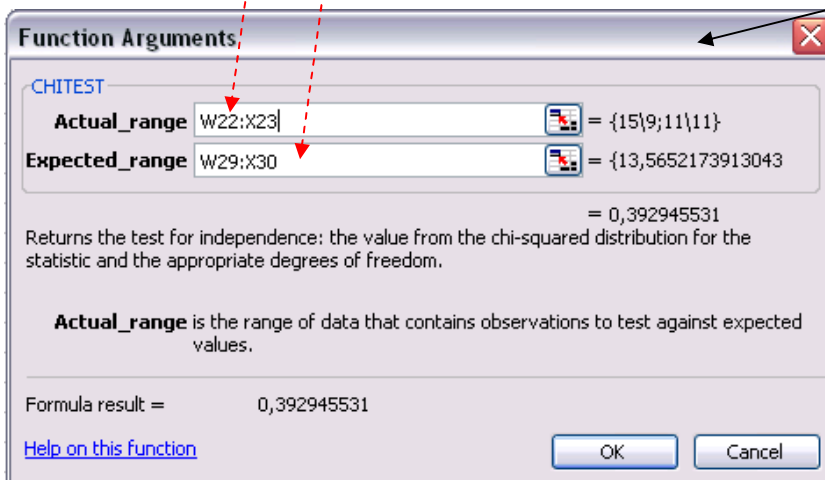 Function Arguments
CHITEST
Actual_range W22:X23 = {15\9;11\11}
Expected_range W29:X30 = {13,5652173913043
= 0,392945531
Returns the test for independence: the value from the chi-squared distribution for the
statistic and the appropriate degrees of freedom.
Actual_range is the range of data that contains observations to test against expected
values.
Formula result = 0,392945531
Help on this function OK Cancel